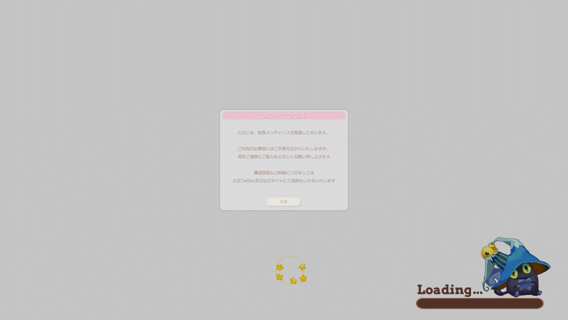 メンテナンス中
ただいま、緊急メンテナンスを実施しております。
ご利用のお客様にはご不便をおかけいたしますが、
何卒ご理解とご協力をよろしくお願い申し上げます
機能回復など詳細につきましては
公式Twitter及び公式サイトにて告知をしておいたします
OK
Loading...